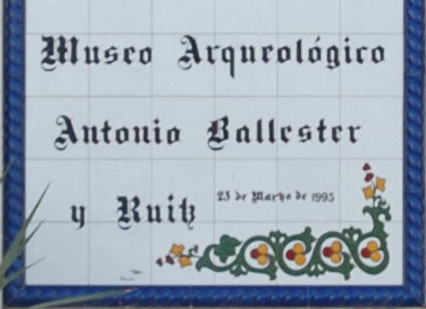 Museo Arqueológico
Antonio Ballester
y Ruiz
23 de Marzo de 1995